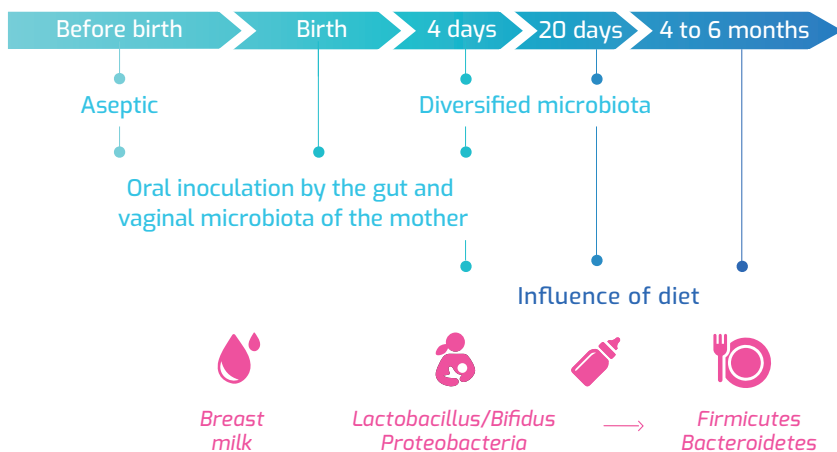 Before birth
Birth
4 days
20 days
4 to 6 months
Aseptic
Diversified microbiota
Oral inoculation by the gut and
vaginal microbiota of the mother
Influence of diet
Breast
milk
Lactobacillus/Bifidus
Proteobacteria
Firmicutes
Bacteroidetes